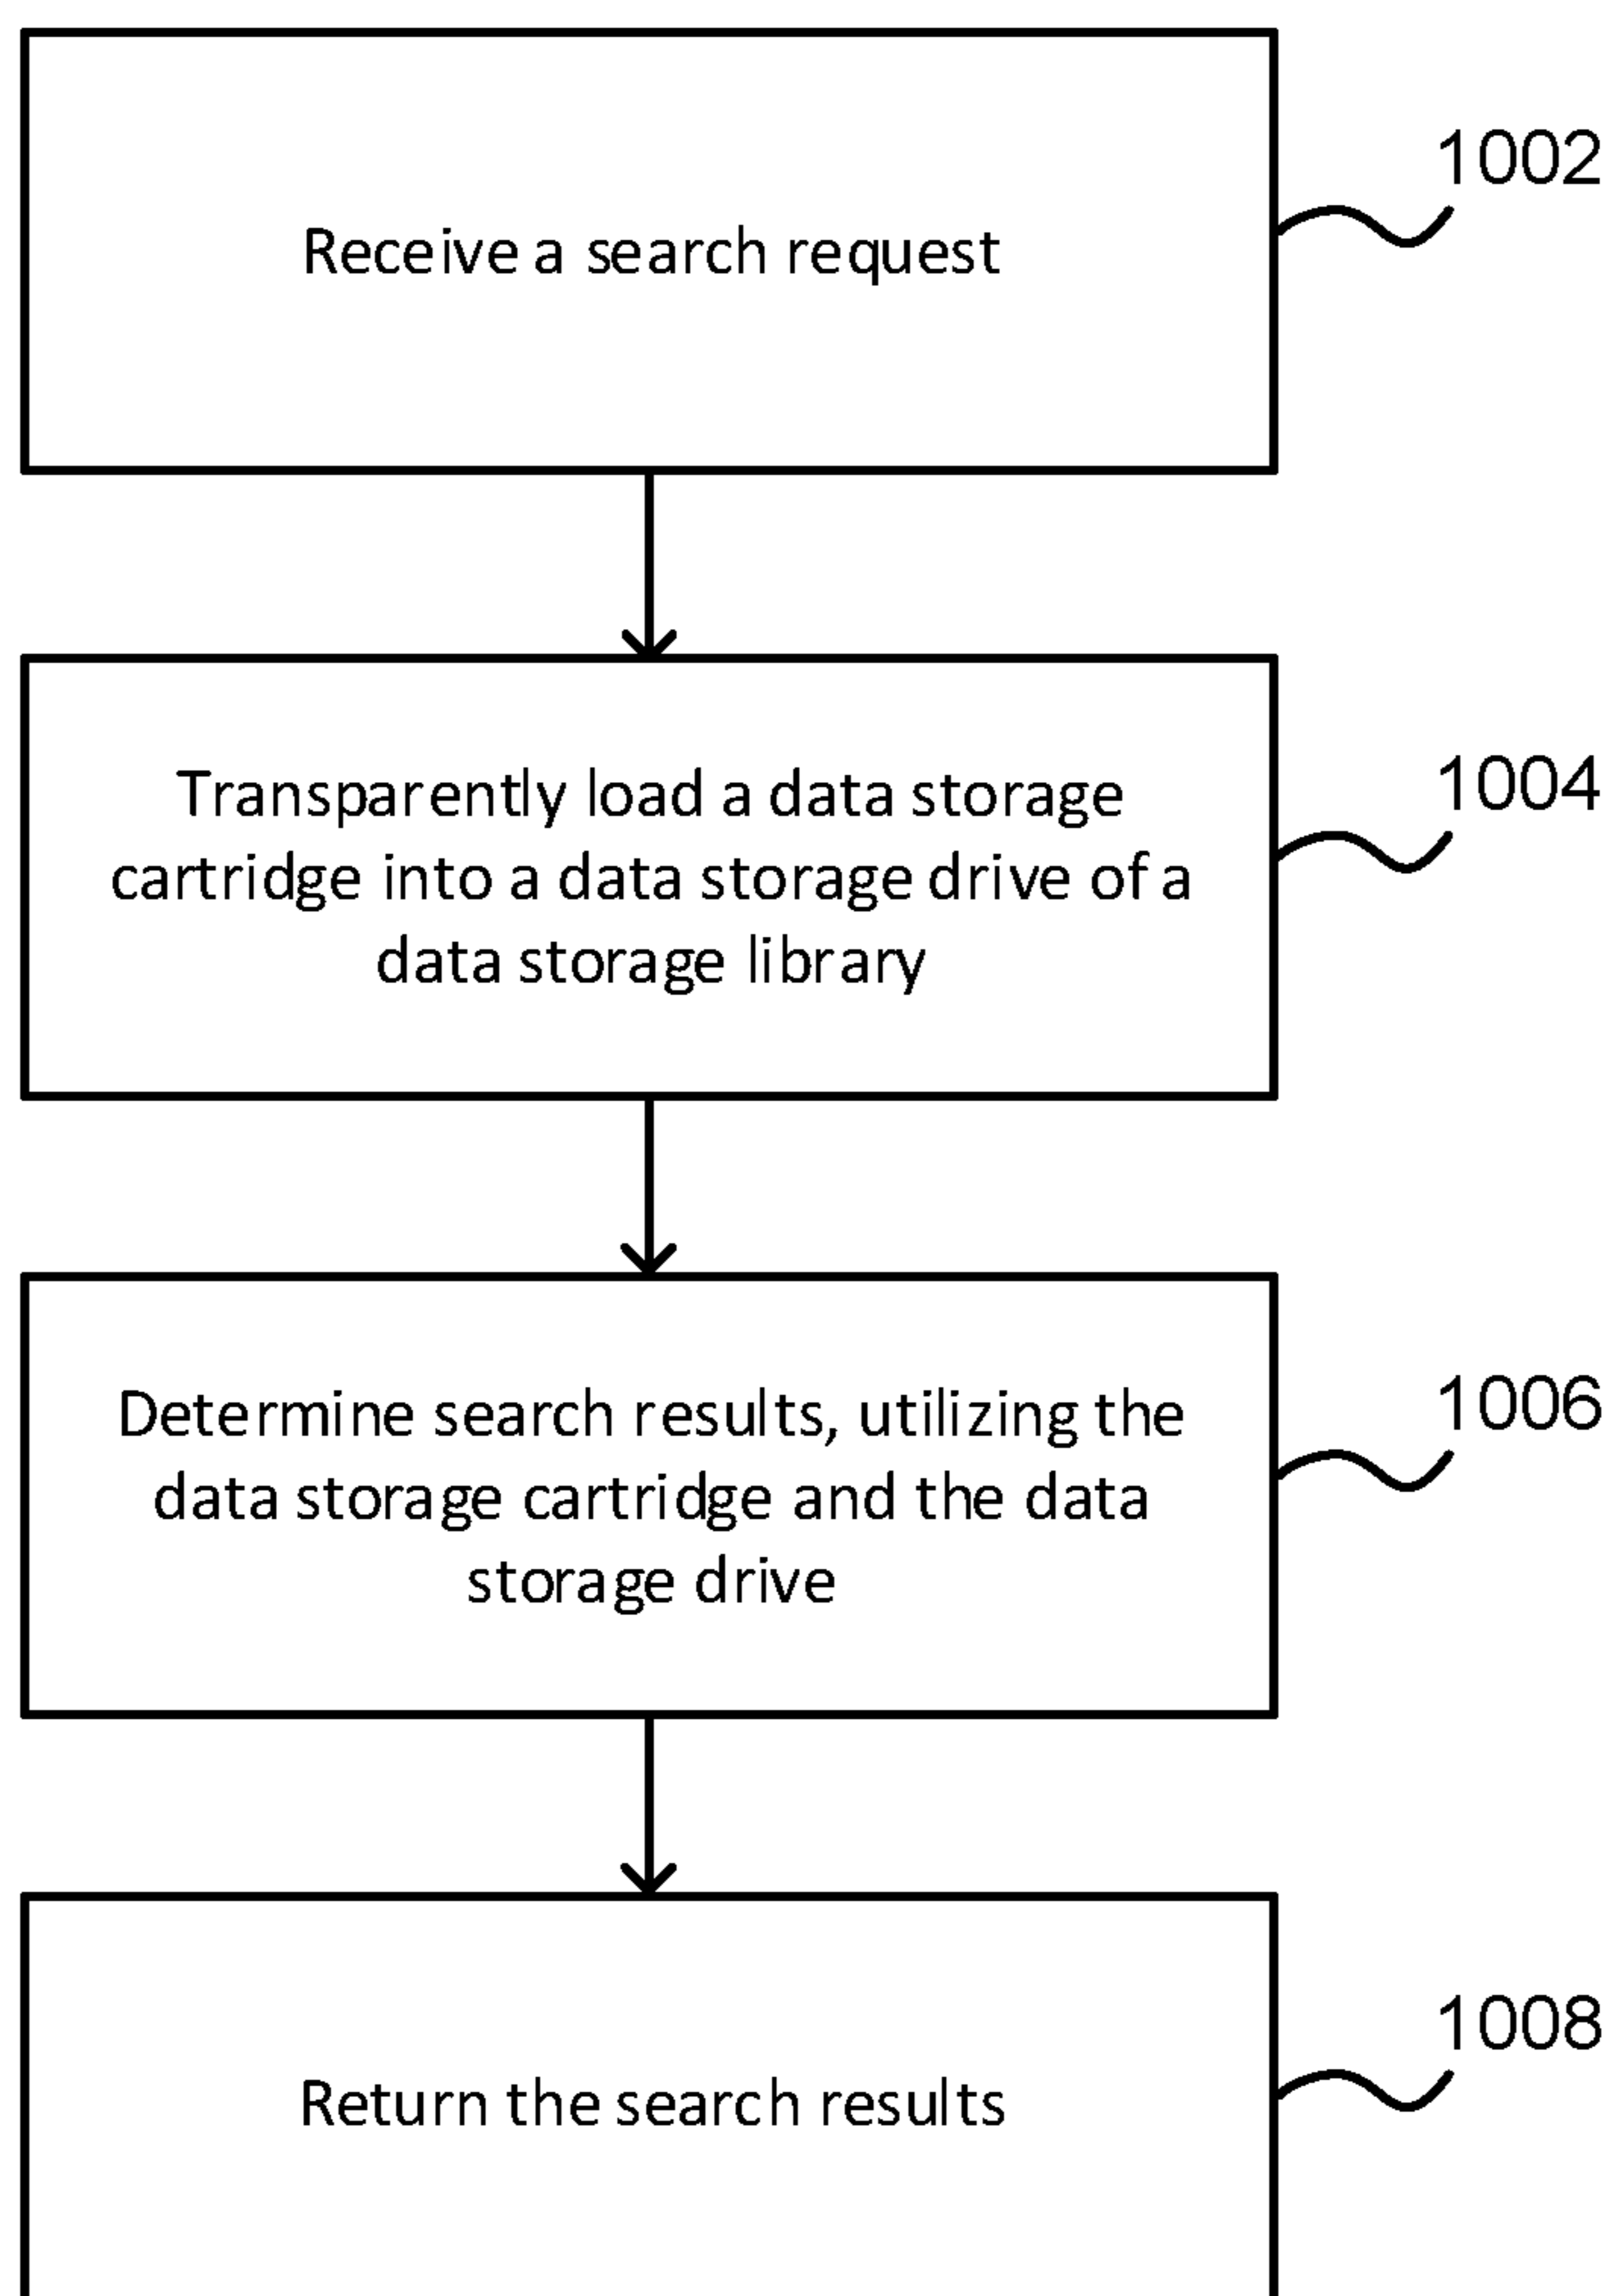 1002
Receive a search request
1004
Transparently load a data storage
cartridge into a data storage drive of a
data storage library
1006
Determine search results, utilizing the
data storage cartridge and the data
storage drive
1008
Return the search results